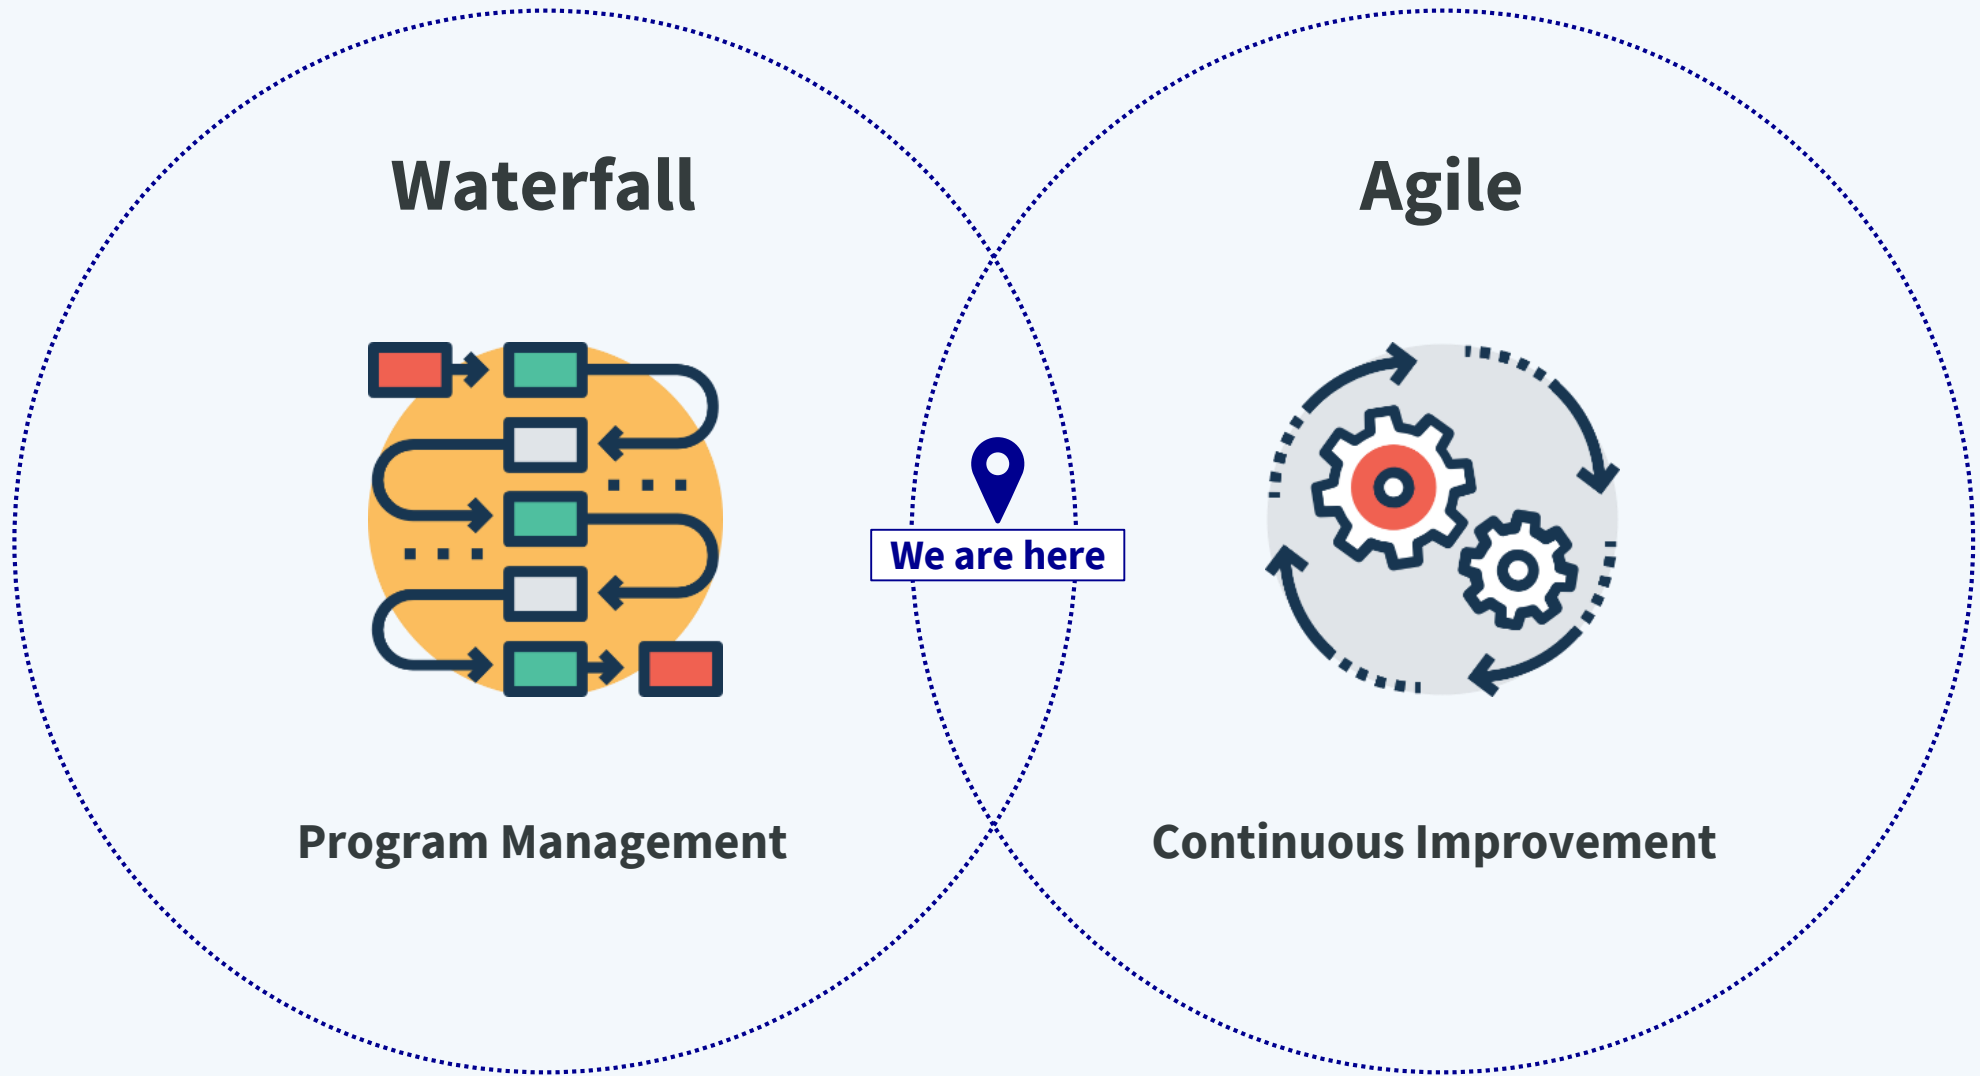 Waterfall
Agile
We are here
Program Management
Continuous Improvement